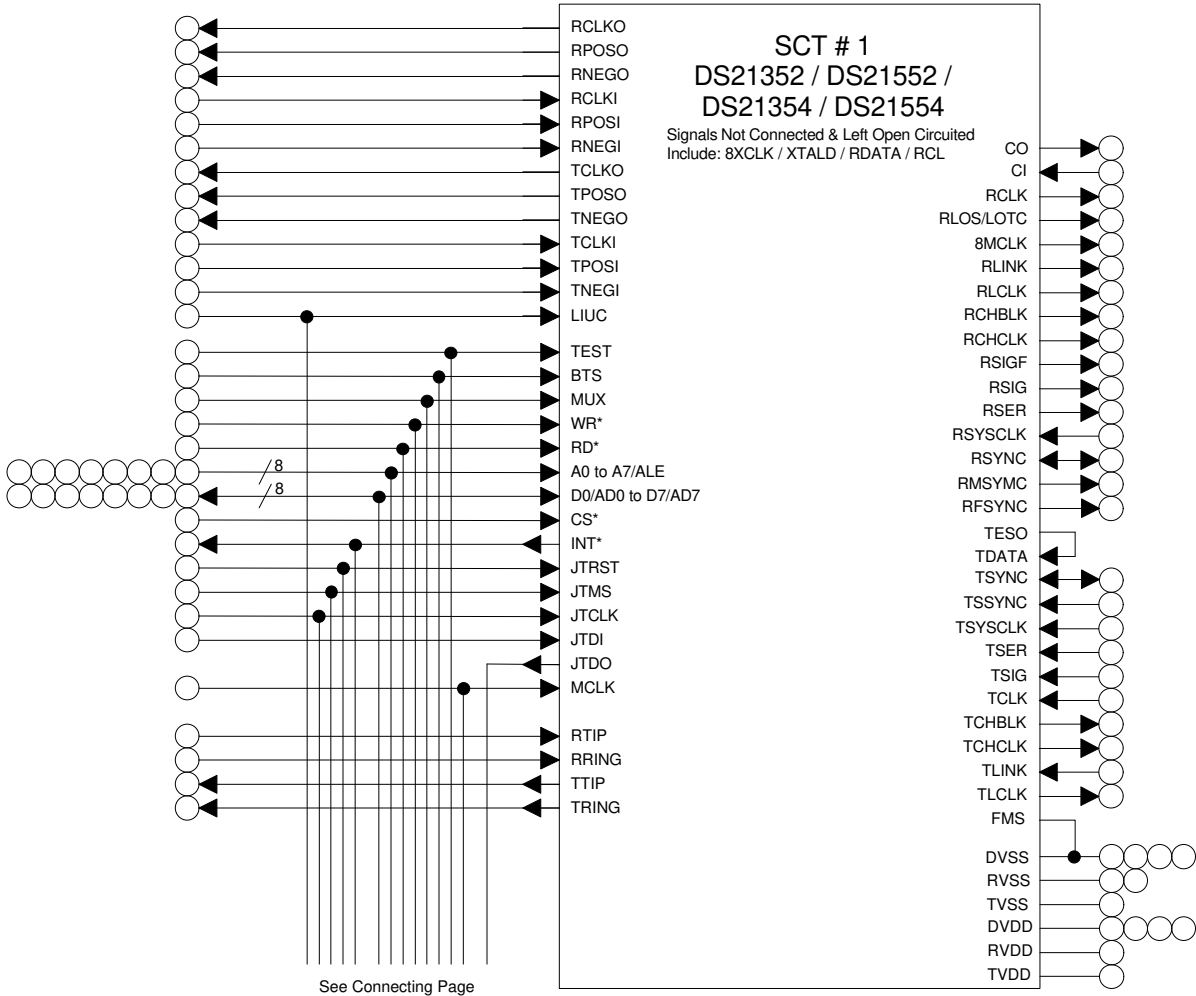 SCT # 1
DS21352 / DS21552 /
DS21354 / DS21554
Signals Not Connected & Left Open Circuited
Include: 8XCLK / XTALD / RDATA / RCL
RCLKO
RPOSO
RNEGO
RCLKI
RPOSI
RNEGI
TCLKO
TPOSO
TNEGO
TCLKI
TPOSI
TNEGI
LIUC
TEST
BTS
MUX
WR*
RD*
8
A0 to A7/ALE
8
D0/AD0 to D7/AD7
CS*
INT*
JTRST
JTMS
JTCLK
JTDI
JTDO
MCLK
RTIP
RRING
TTIP
TRING
CO
CI
RCLK
RLOS/LOTC
8MCLK
RLINK
RLCLK
RCHBLK
RCHCLK
RSIGF
RSIG
RSER
RSYSCLK
RSYNC
RMSYMC
RFSYNC
TESO
TDATA
TSYNC
TSSYNC
TSYSCLK
TSER
TSIG
TCLK
TCHBLK
TCHCLK
TLINK
TLCLK
FMS
DVSS
RVSS
TVSS
DVDD
RVDD
TVDD
See Connecting Page